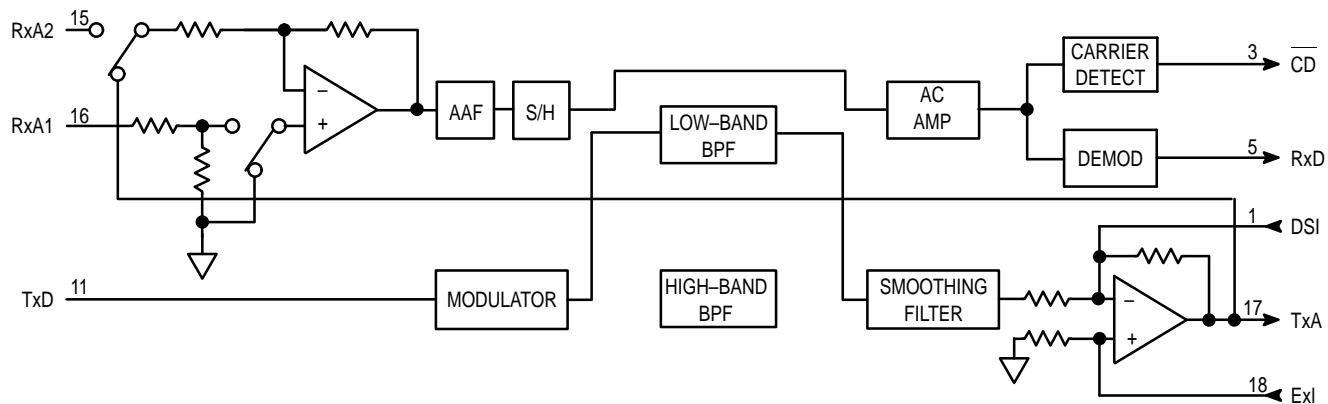 RxA2
15
RxA1
16
−
+
AAF
S/H
LOW–BAND
BPF
AC
AMP
CARRIER
DETECT
3
CD
DEMOD
5
RxD
1
DSI
TxD
11
MODULATOR
HIGH–BAND
BPF
SMOOTHING
FILTER
−
+
17
TxA
18
ExI